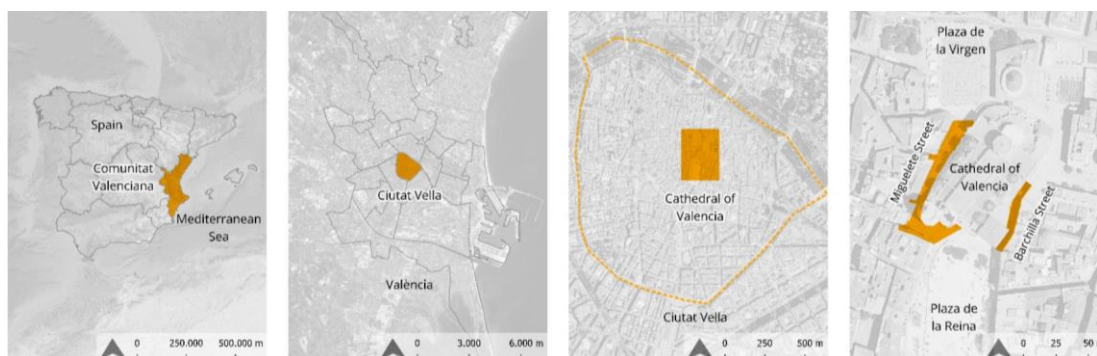 Spain
Comunitat
Valenciana
Mediterranean
Sea
0 250.000 500.000 m
Ciutat Vella
València
0 3.000 6.000 m
Cathedral of
Valencia
Ciutat Vella
0 250 500 m
Plaza de
la Virgen
Miguelete Street
Cathedral of
Valencia
Barchilla Street
Plaza de
la Reina
0 25 50 m